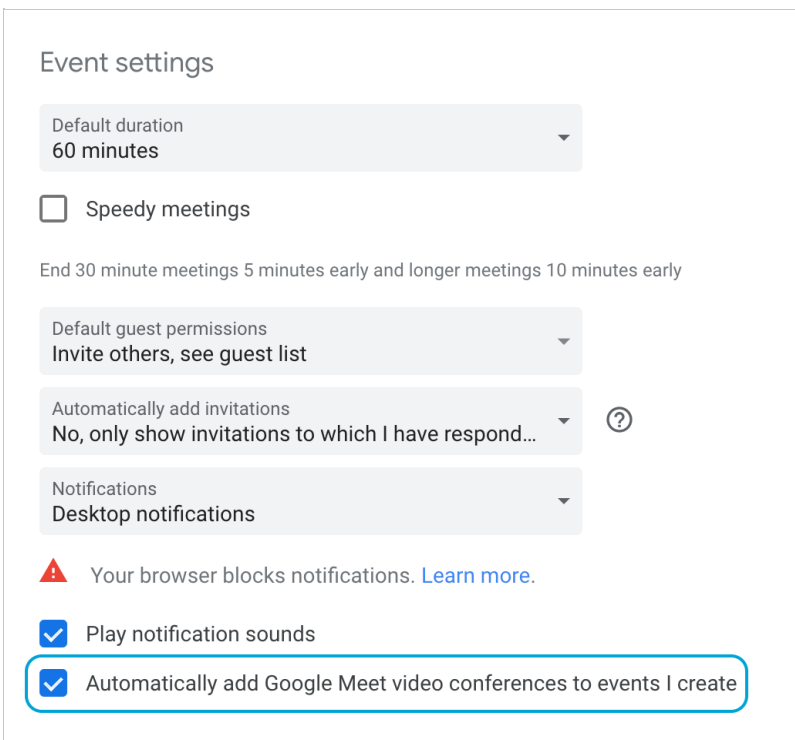 Event settings
Default duration
60 minutes
Speedy meetings
End 30 minute meetings 5 minutes early and longer meetings 10 minutes early
Default guest permissions
Invite others, see guest list
Automatically add invitations
No, only show invitations to which I have respond...
Notifications
Desktop notifications
Your browser blocks notifications. Learn more.
Play notification sounds
Automatically add Google Meet video conferences to events I create